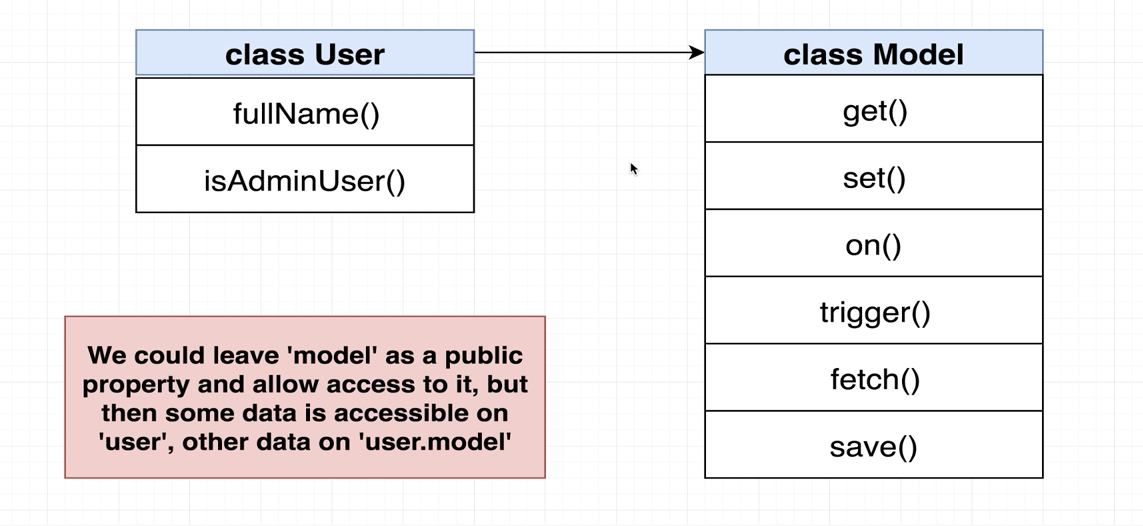 class User
fullName()
isAdminUser()
class Model
get()
set()
on()
trigger()
fetch()
save()
We could leave 'model' as a public
property and allow access to it, but
then some data is accessible on
'user', other data on 'user.model'